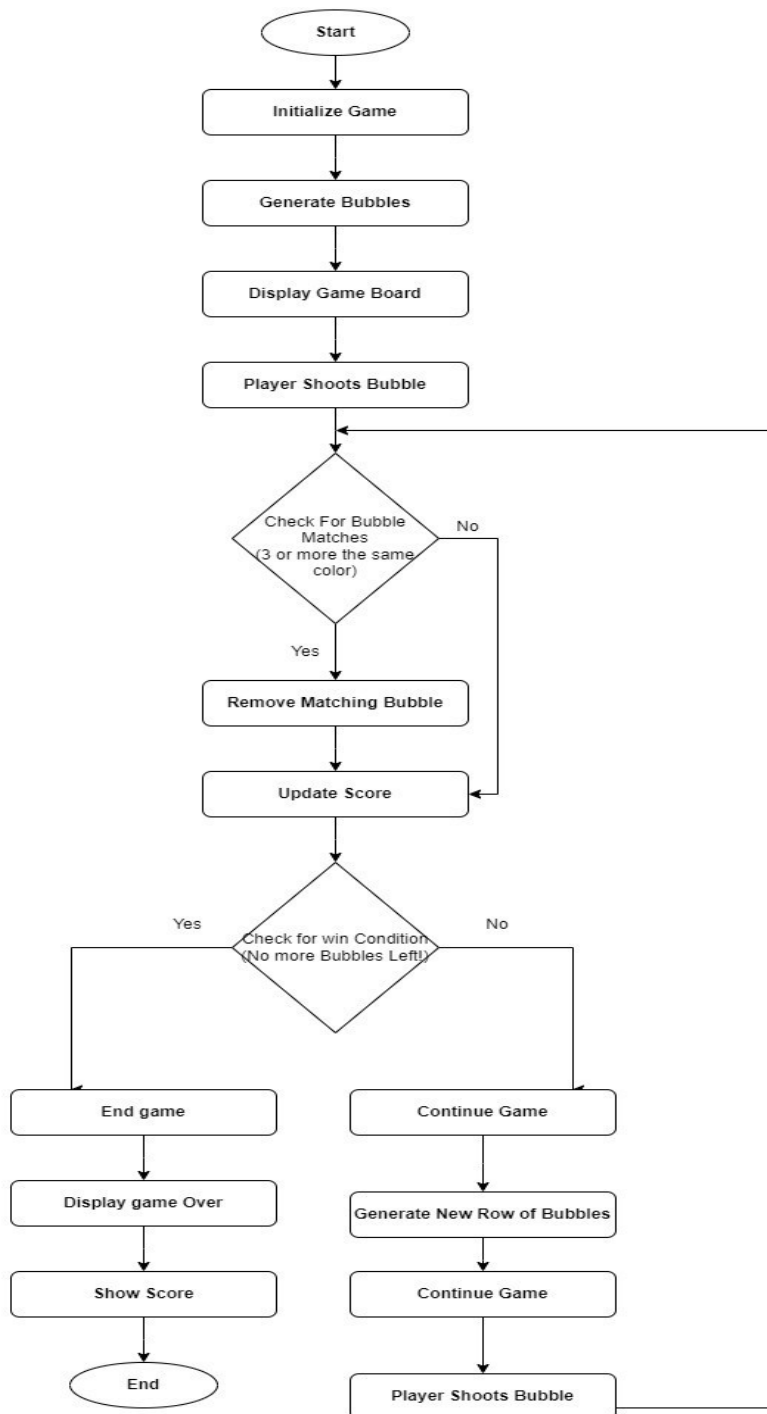 Start
Initialize Game
Generate Bubbles
Display Game Board
Player Shoots Bubble
Check For Bubble
Matches
(3 or more the same
color)
No
Yes
Remove Matching Bubble
Update Score
Yes
Check for win Condition
(No more Bubbles Left!)
No
End game
Continue Game
Display game Over
Generate New Row of Bubbles
Show Score
Continue Game
End
Player Shoots Bubble